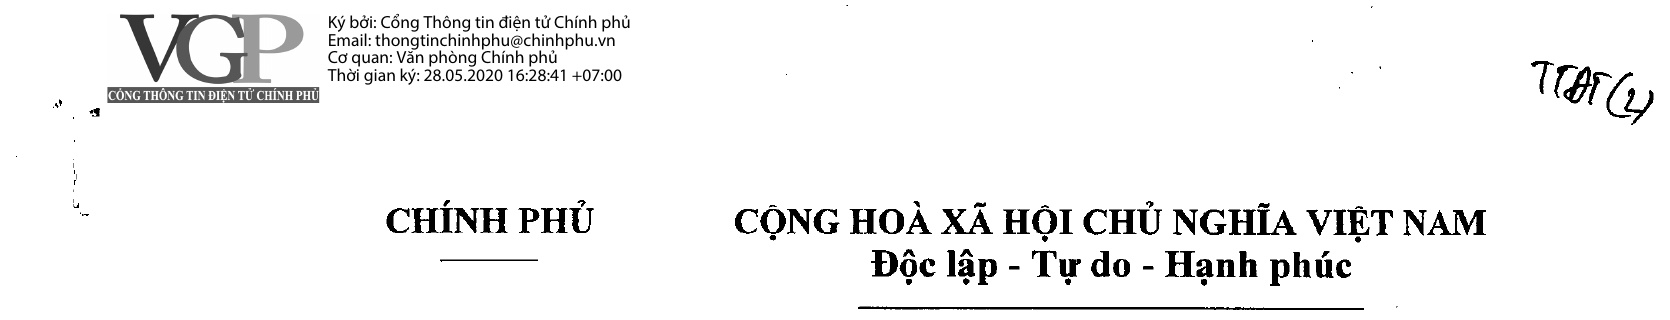 VGP
CỔNG THÔNG TIN ĐIỆN TỬ CHÍNH PHỦ
Ký bởi: Cổng Thông tin điện tử Chính phủ
Email: thongtinchinhphu@chinhphu.vn
Cơ quan: Văn phòng Chính phủ
Thời gian ký: 28.05.2020 16:28:41 +07:00
TTĐT (2)
CHÍNH PHỦ
CỘNG HOÀ XÃ HỘI CHỦ NGHĨA VIỆT NAM
Độc lập - Tự do - Hạnh phúc